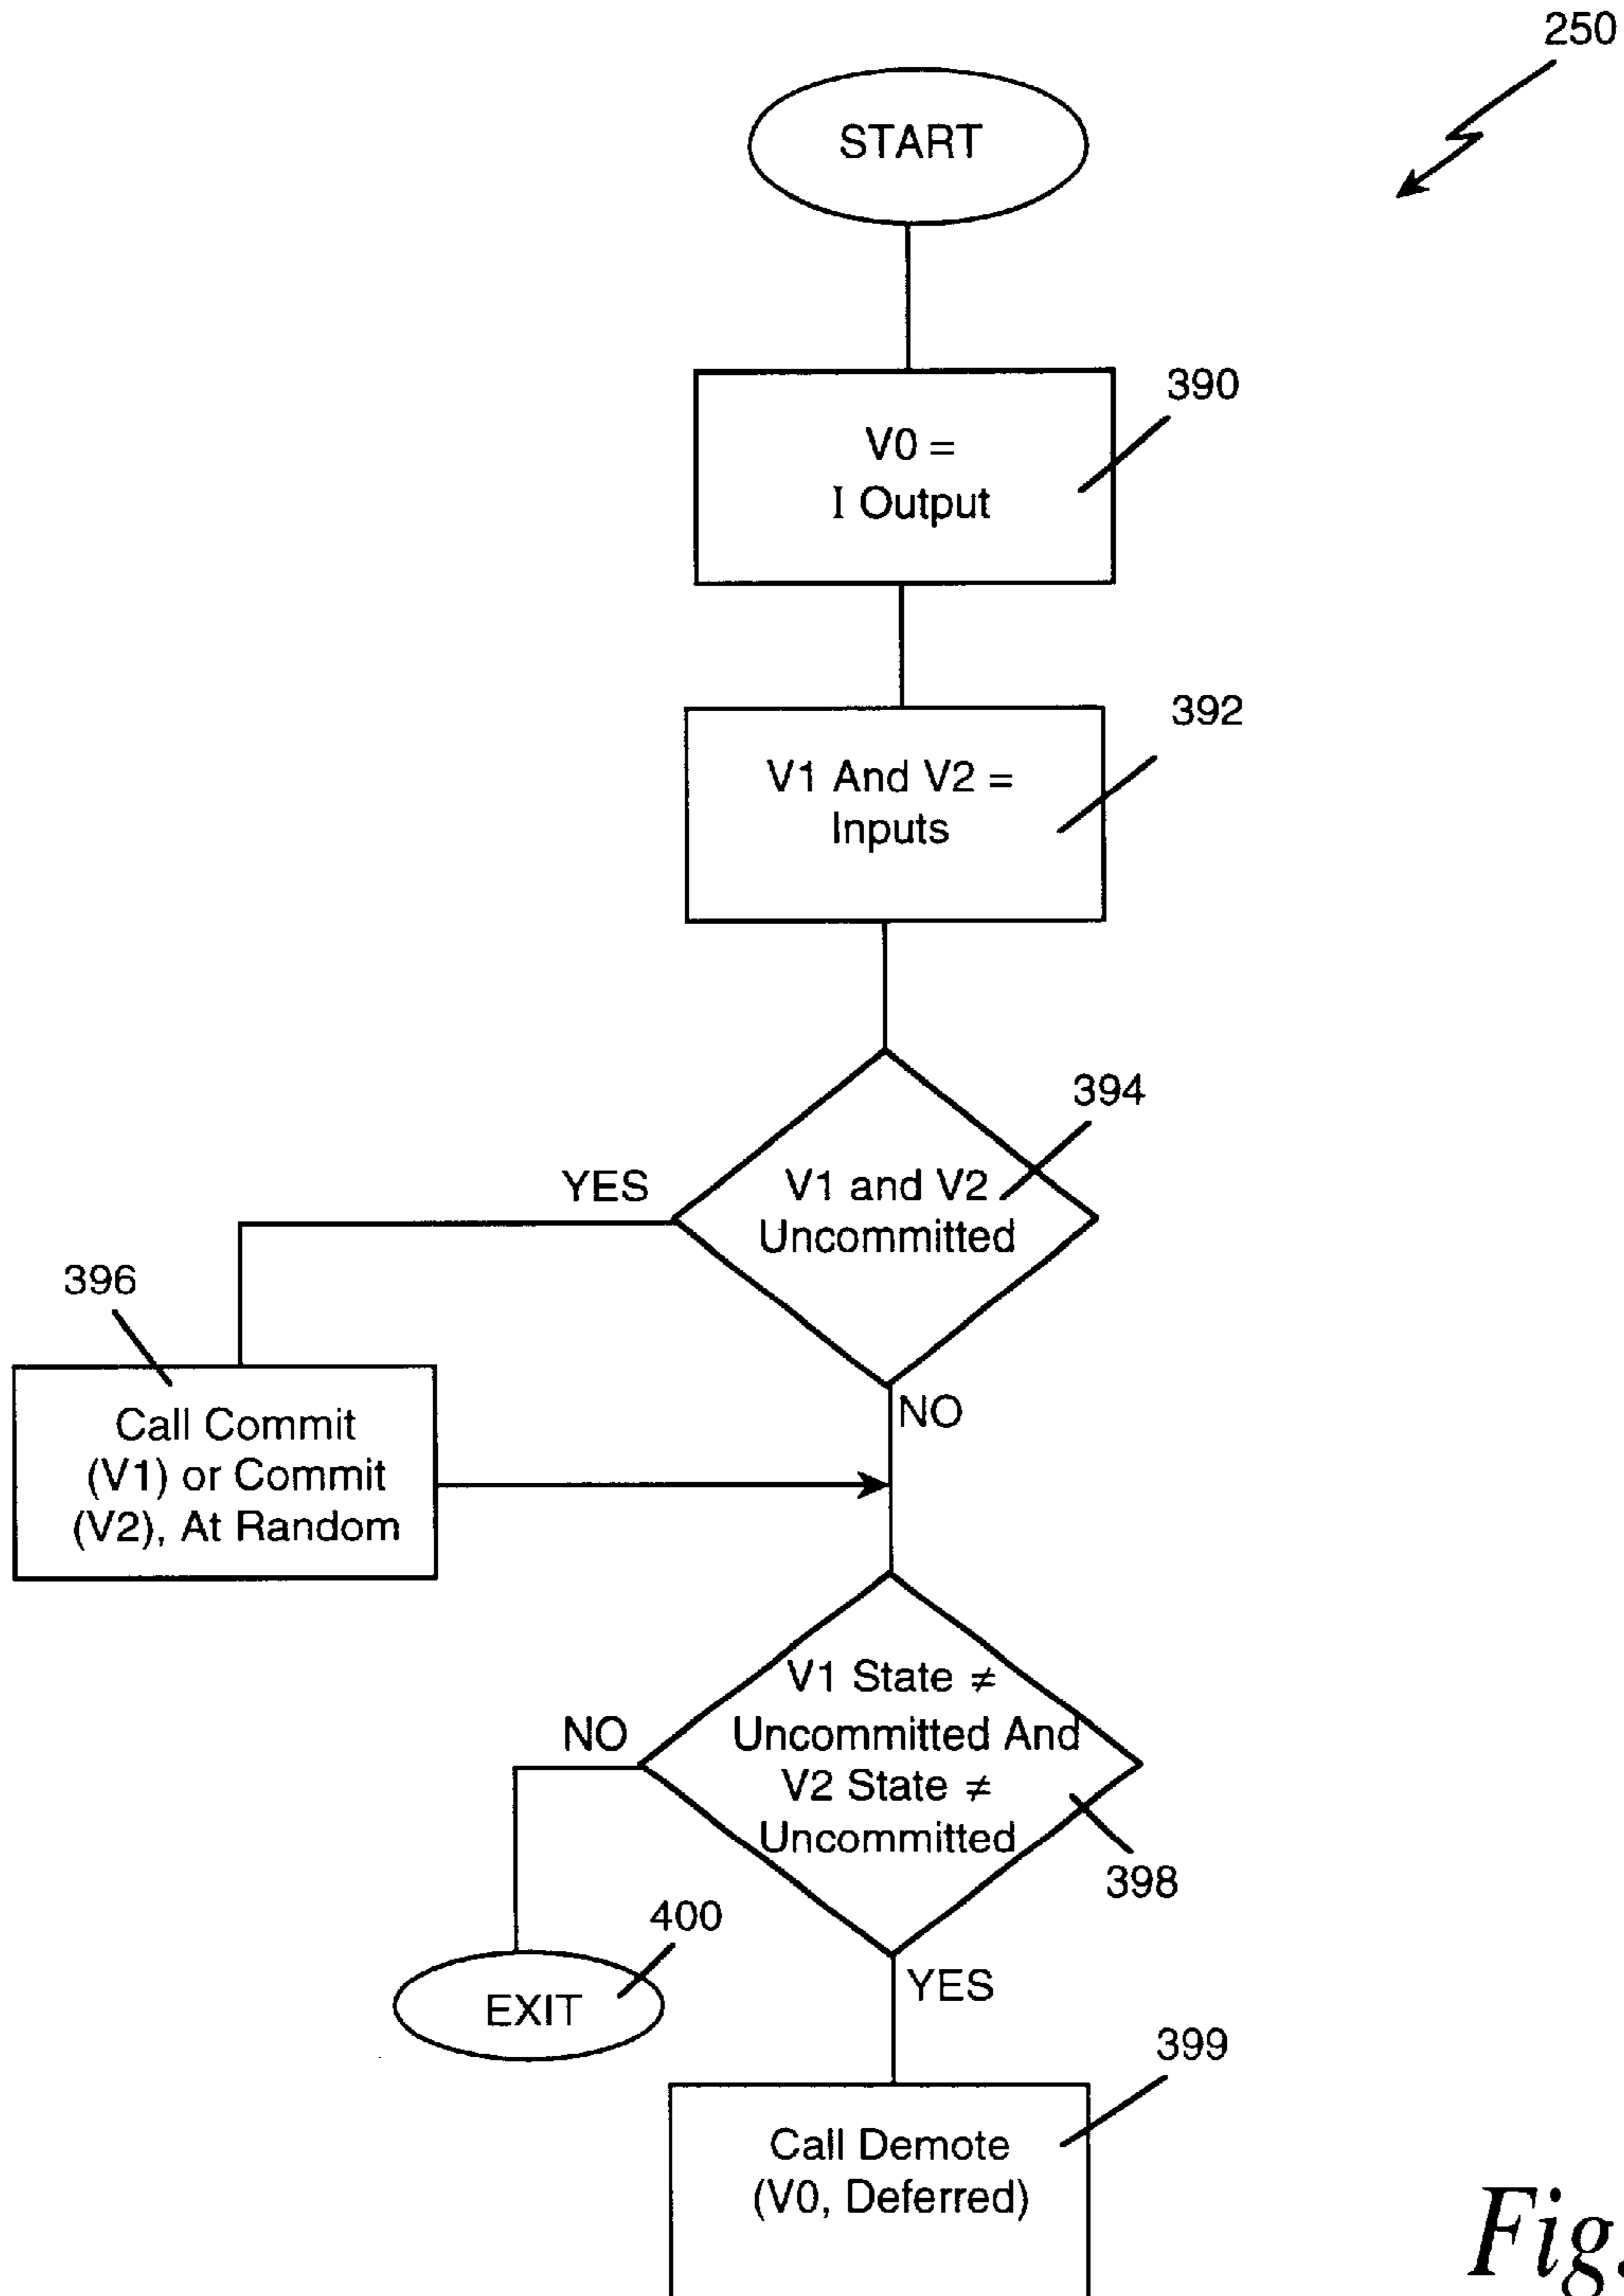 250
START
390
V0 =
I Output
392
V1 And V2 =
Inputs
394
YES
V1 and V2
Uncommitted
396
NO
Call Commit
(V1) or Commit
(V2), At Random
V1 State ≠
NO
Uncommitted And
V2 State ≠
Uncommitted
398
400
EXIT
YES
399
Call Demote
(V0, Deferred)
Fig.